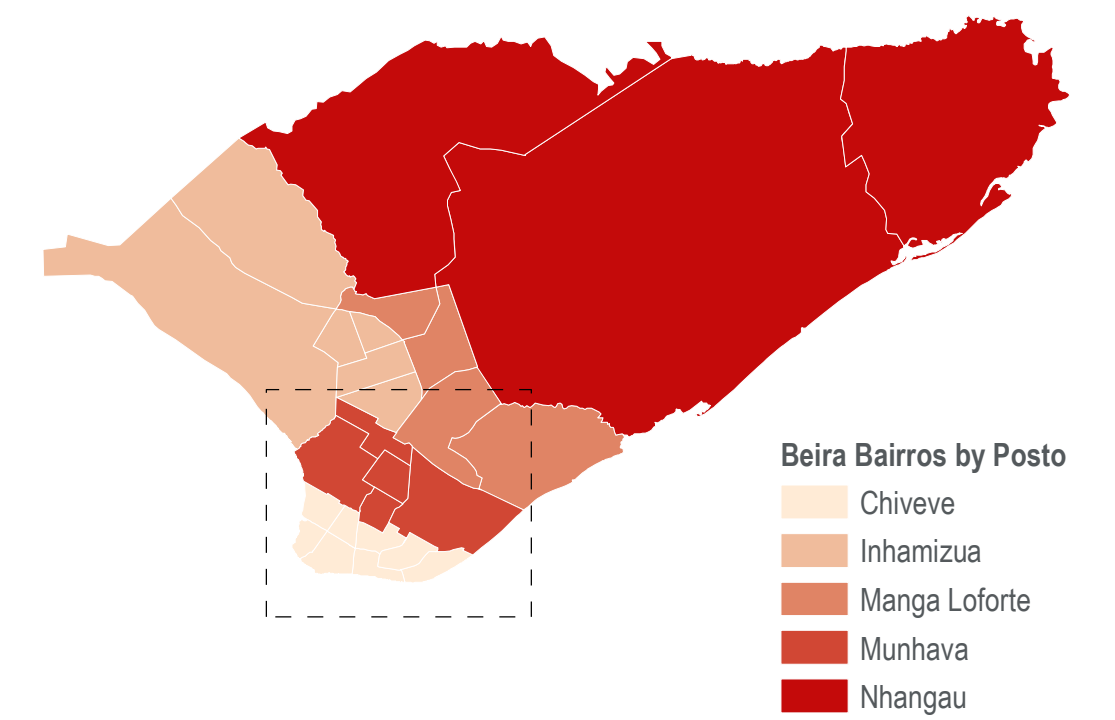 Beira Bairros by Posto
Chiveve
Inhamizua
Manga Loforte
Munhava
Nhangau